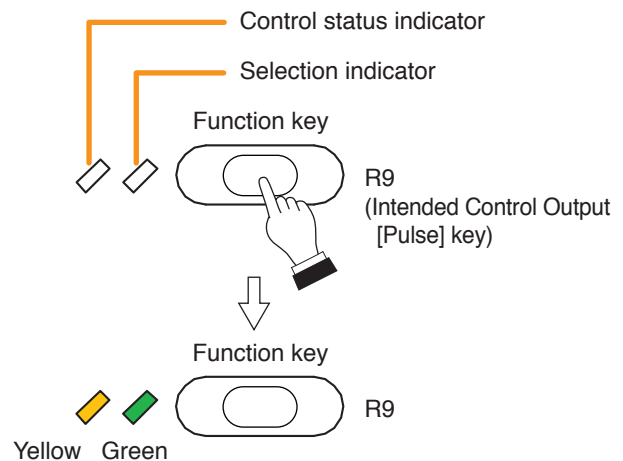 Control status indicator
Selection indicator
Function key
R9
(Intended Control Output
[Pulse] key)
Function key
R9
Yellow Green